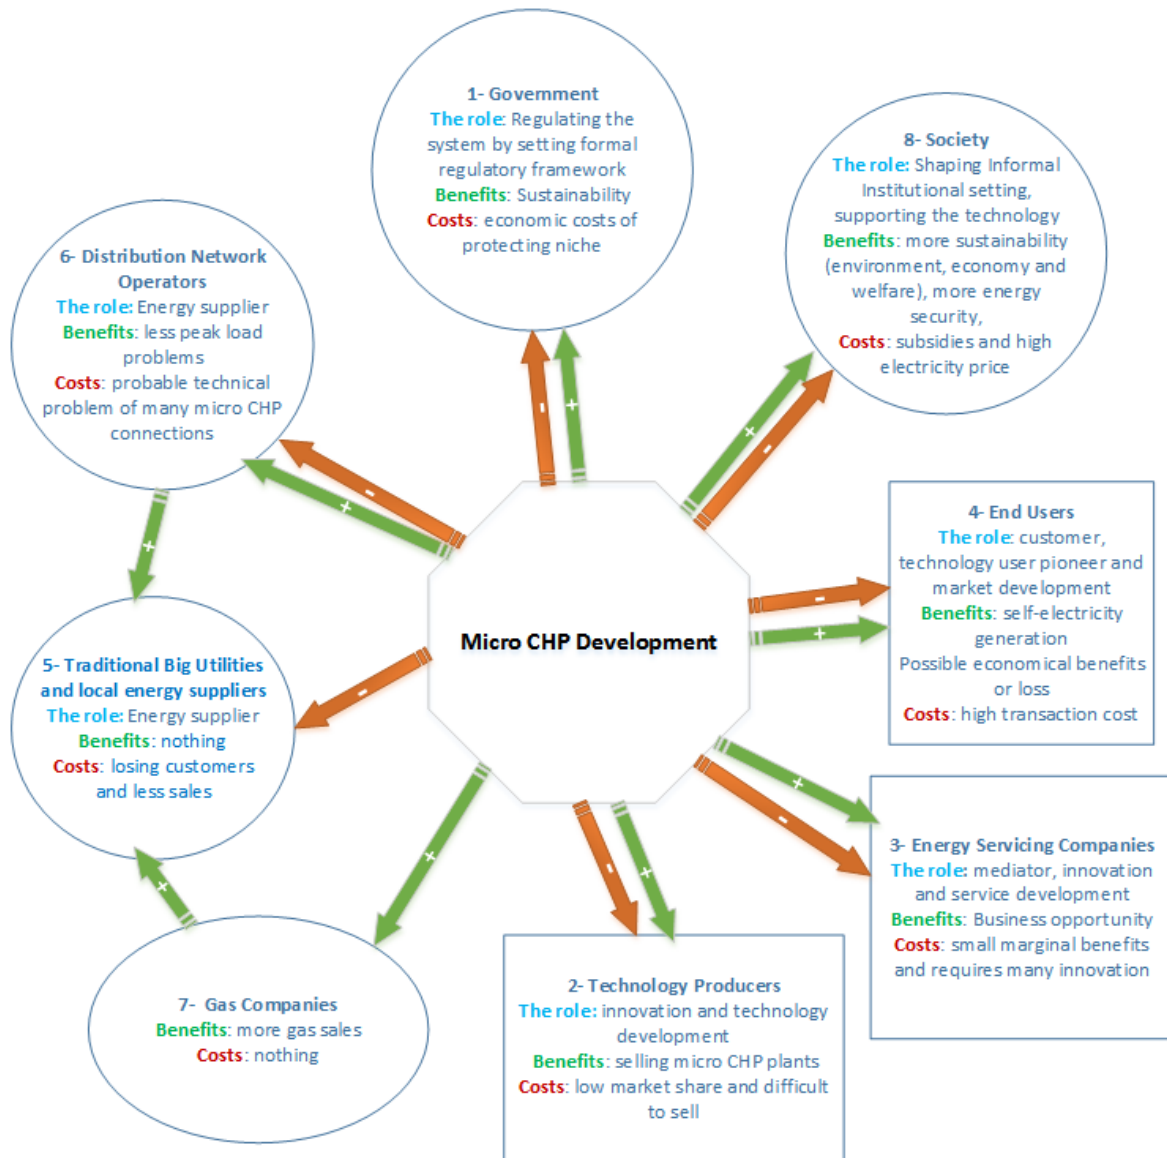 1- Government
The role: Regulating the
system by setting formal
regulatory framework
Benefits: Sustainability
Costs: economic costs of
protecting niche
8- Society
The role: Shaping Informal
Institutional setting,
supporting the technology
Benefits: more sustainability
(environment, economy and
welfare), more energy
security,
Costs: subsidies and high
electricity price
6- Distribution Network
Operators
The role: Energy supplier
Benefits: less peak load
problems
Costs: probable technical
problem of many micro CHP
connections
-
+
+
-
-
+
+
4- End Users
The role: customer,
technology user pioneer and
market development
Benefits: self-electricity
generation
Possible economical benefits
or loss
Costs: high transaction cost
-
+
Micro CHP Development
5- Traditional Big Utilities
and local energy suppliers
The role: Energy supplier
Benefits: nothing
Costs: losing customers
and less sales
-
+
-
3- Energy Servicing Companies
The role: mediator, innovation
and service development
Benefits: Business opportunity
Costs: small marginal benefits
and requires many innovation
+
+
-
+
7- Gas Companies
Benefits: more gas sales
Costs: nothing
2- Technology Producers
The role: innovation and technology
development
Benefits: selling micro CHP plants
Costs: low market share and difficult
to sell